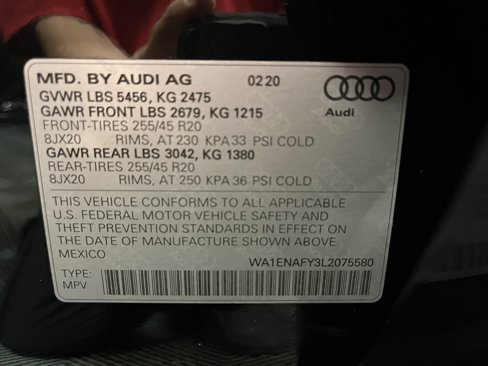 MFD. BY AUDI AG 02 20
GVWR LBS 5456, KG 2475
GAWR FRONT LBS 2679, KG 1215
Audi
FRONT-TIRES 255/45 R20
8JX20 RIMS, AT 230 KPA 33 PSI COLD
GAWR REAR LBS 3042, KG 1380
REAR-TIRES 255/45 R20
8JX20 RIMS, AT 250 KPA 36 PSI COLD
THIS VEHICLE CONFORMS TO ALL APPLICABLE
U.S. FEDERAL MOTOR VEHICLE SAFETY AND
THEFT PREVENTION STANDARDS IN EFFECT ON
THE DATE OF MANUFACTURE SHOWN ABOVE.
MEXICO
WA1ENAFY3L2075580
TYPE:
MPV